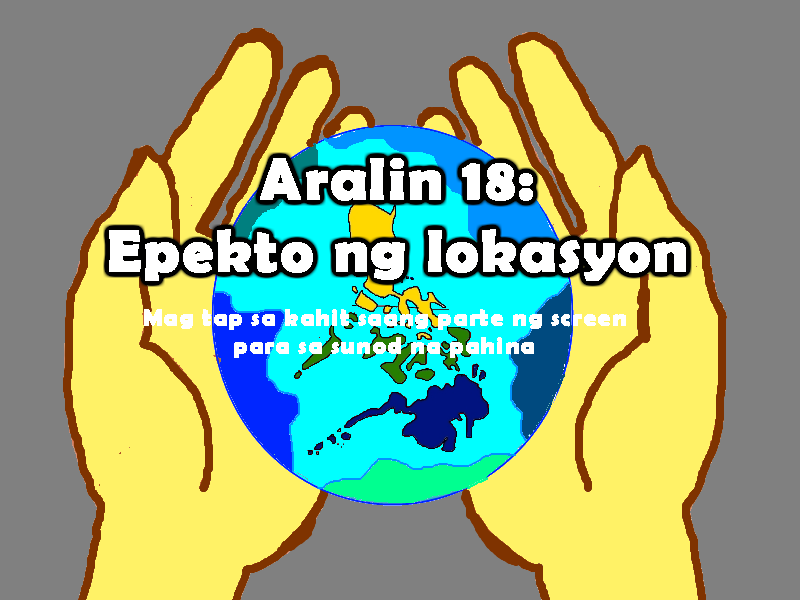 Aralin 18:
Epekto ng lokasyon
Mag tap sa kahit saang parte ng screen
para sa sunod na pahina